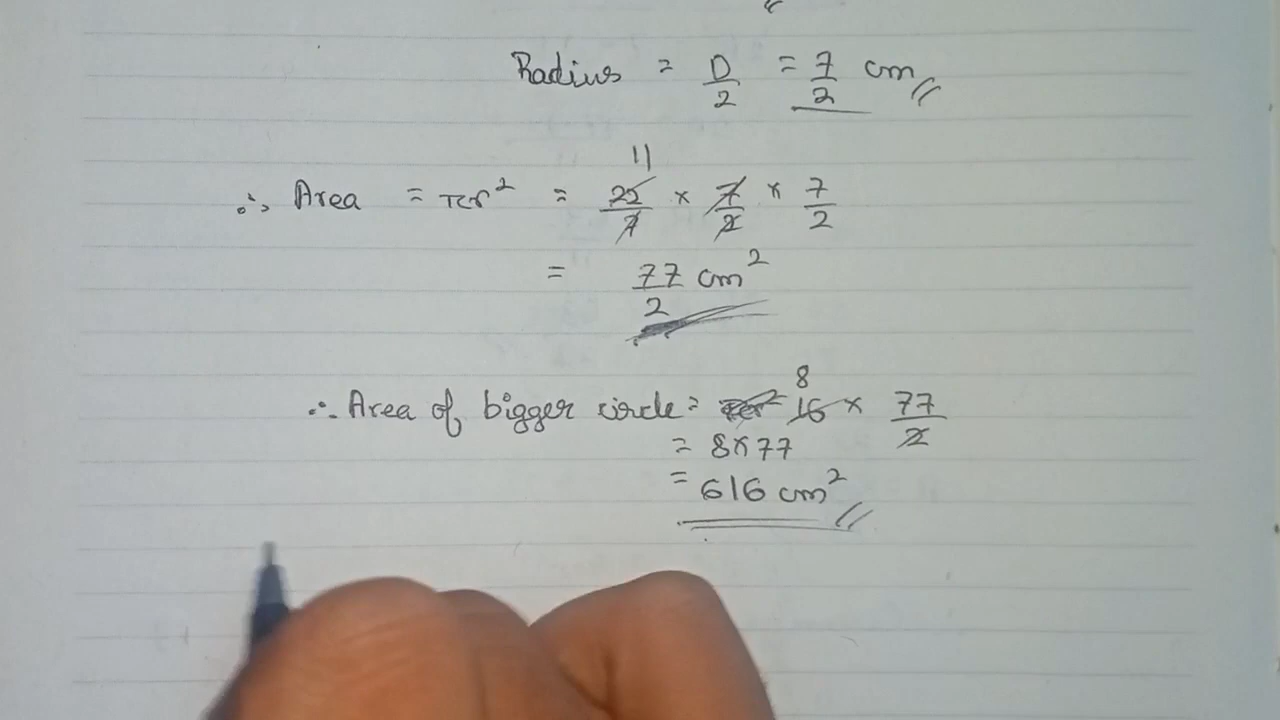 Radius = D/2 = 7/2 cm
11
∴ Area = πr² = 22/7 × 7/2 × 7/2
= 77/2 cm²
8
∴ Area of bigger circle = πr² 16 × 77/2
= 8×77
= 616 cm²